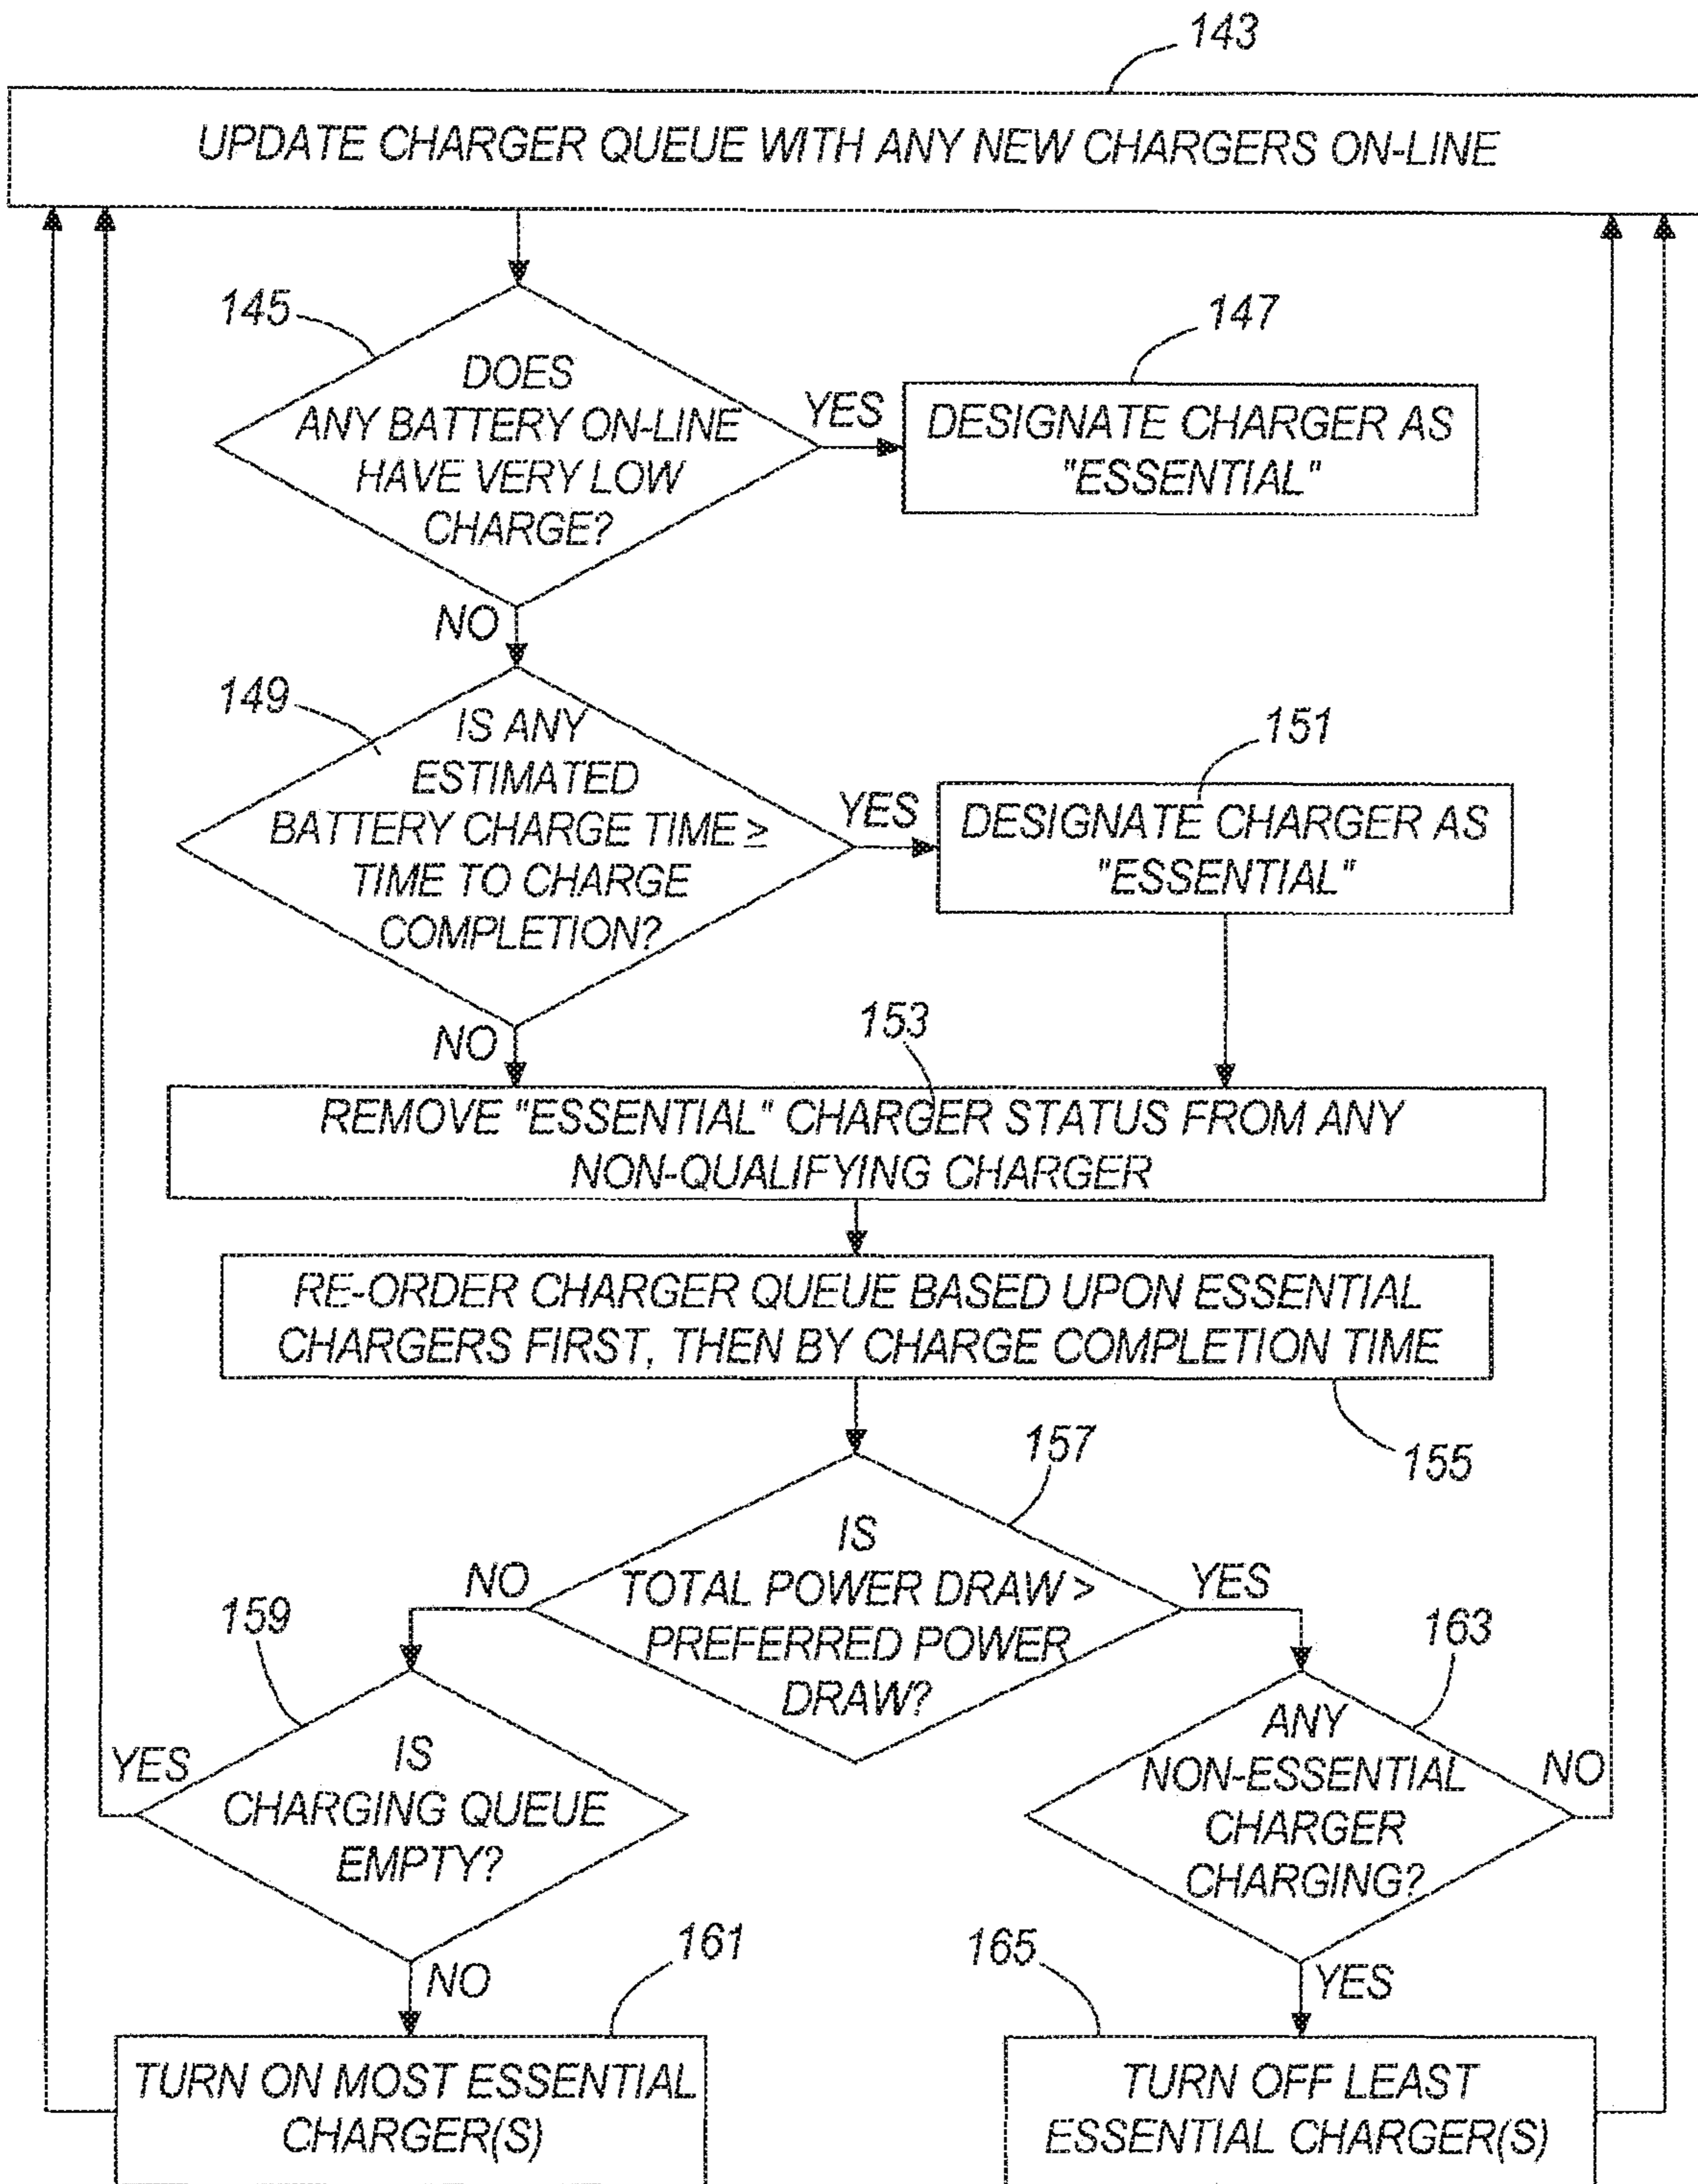 143
UPDATE CHARGER QUEUE WITH ANY NEW CHARGERS ON-LINE
145
DOES
ANY BATTERY ON-LINE
HAVE VERY LOW
CHARGE?
YES
147
DESIGNATE CHARGER AS
"ESSENTIAL"
NO
149
IS ANY
ESTIMATED
BATTERY CHARGE TIME ≥
TIME TO CHARGE
COMPLETION?
YES
151
DESIGNATE CHARGER AS
"ESSENTIAL"
NO
153
REMOVE "ESSENTIAL" CHARGER STATUS FROM ANY
NON-QUALIFYING CHARGER
RE-ORDER CHARGER QUEUE BASED UPON ESSENTIAL
CHARGERS FIRST, THEN BY CHARGE COMPLETION TIME
155
157
IS
TOTAL POWER DRAW >
PREFERRED POWER
DRAW?
NO
YES
159
IS
CHARGING QUEUE
EMPTY?
YES
NO
163
ANY
NON-ESSENTIAL
CHARGER
CHARGING?
NO
YES
161
TURN ON MOST ESSENTIAL
CHARGER(S)
165
TURN OFF LEAST
ESSENTIAL CHARGER(S)